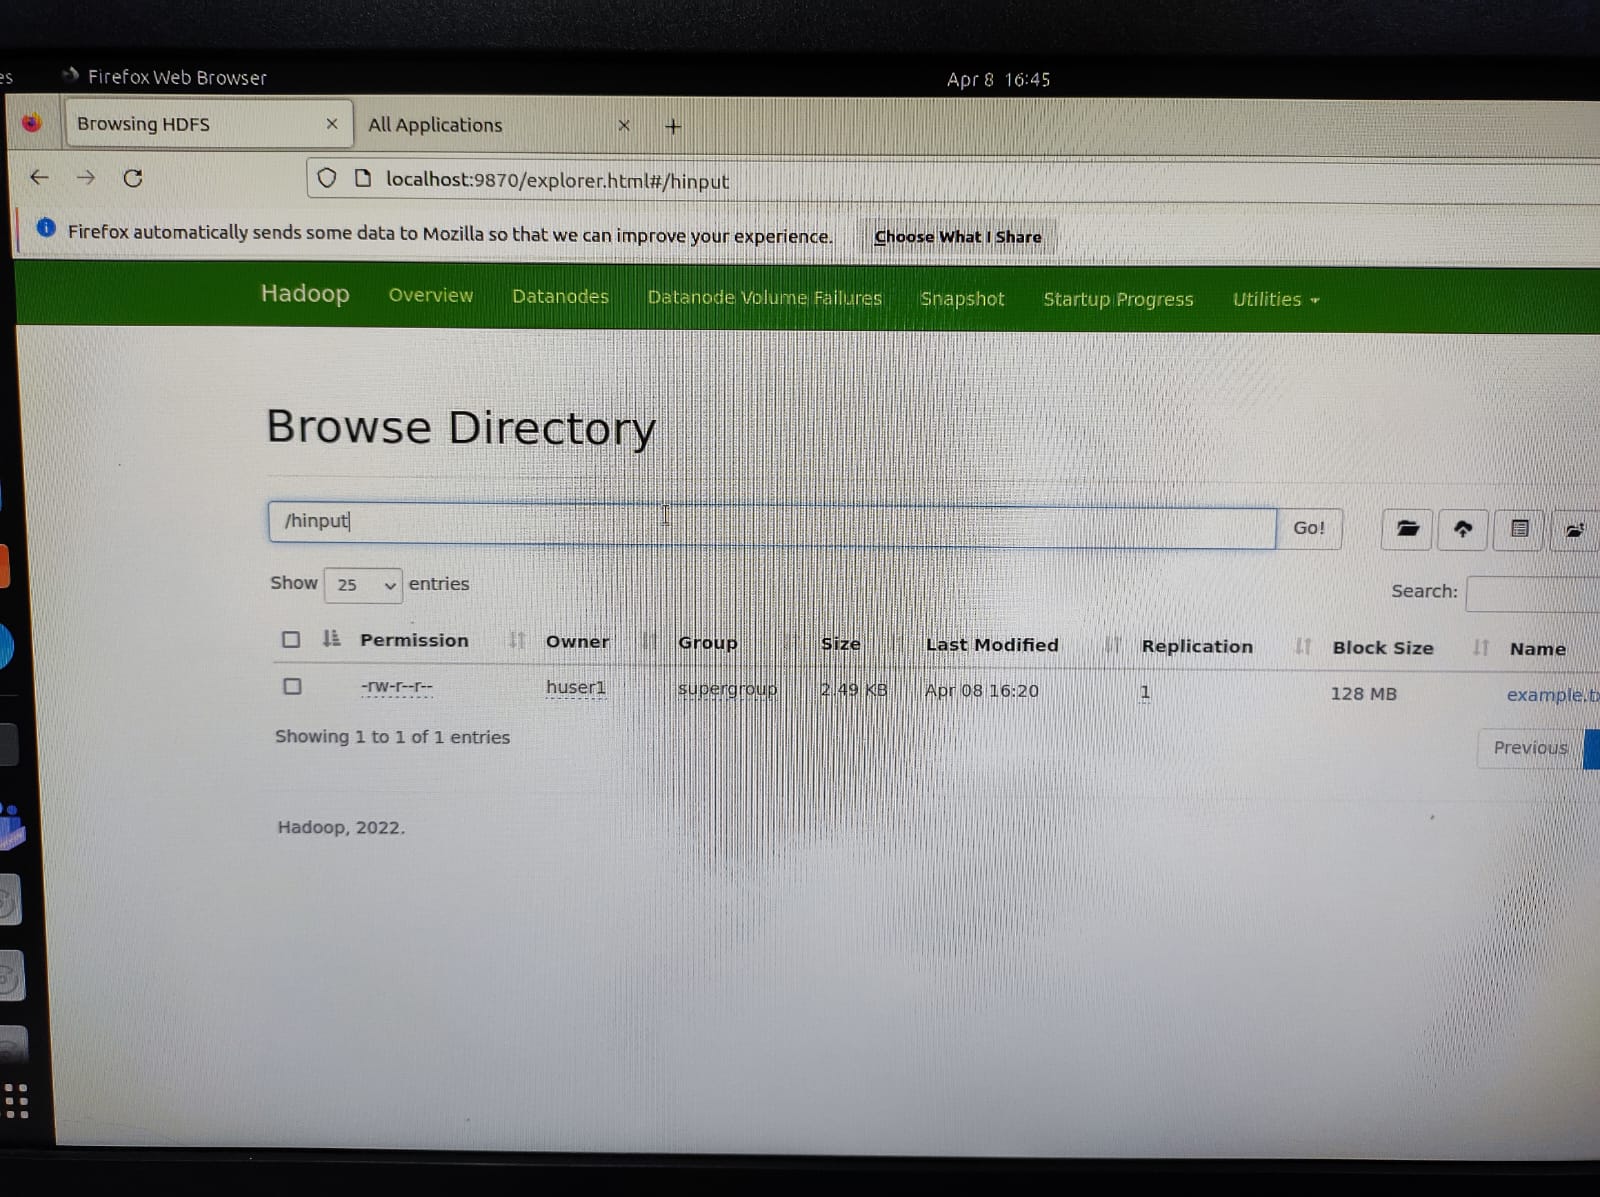 es Firefox Web Browser Apr 8 16:45
Browsing HDFS All Applications
localhost:9870/explorer.html#/hinput
Firefox automatically sends some data to Mozilla so that we can improve your experience. Choose What I Share
Hadoop Overview Datanodes Datanode Volume Failures Snapshot Startup Progress Utilities
Browse Directory
/hinput Go!
Show 25 entries Search:
Permission Owner Group Size Last Modified Replication Block Size Name
-rw-r--r-- huser1 supergroup 2.49 KB Apr 08 16:20 1 128 MB example.t
Showing 1 to 1 of 1 entries Previous
Hadoop, 2022.